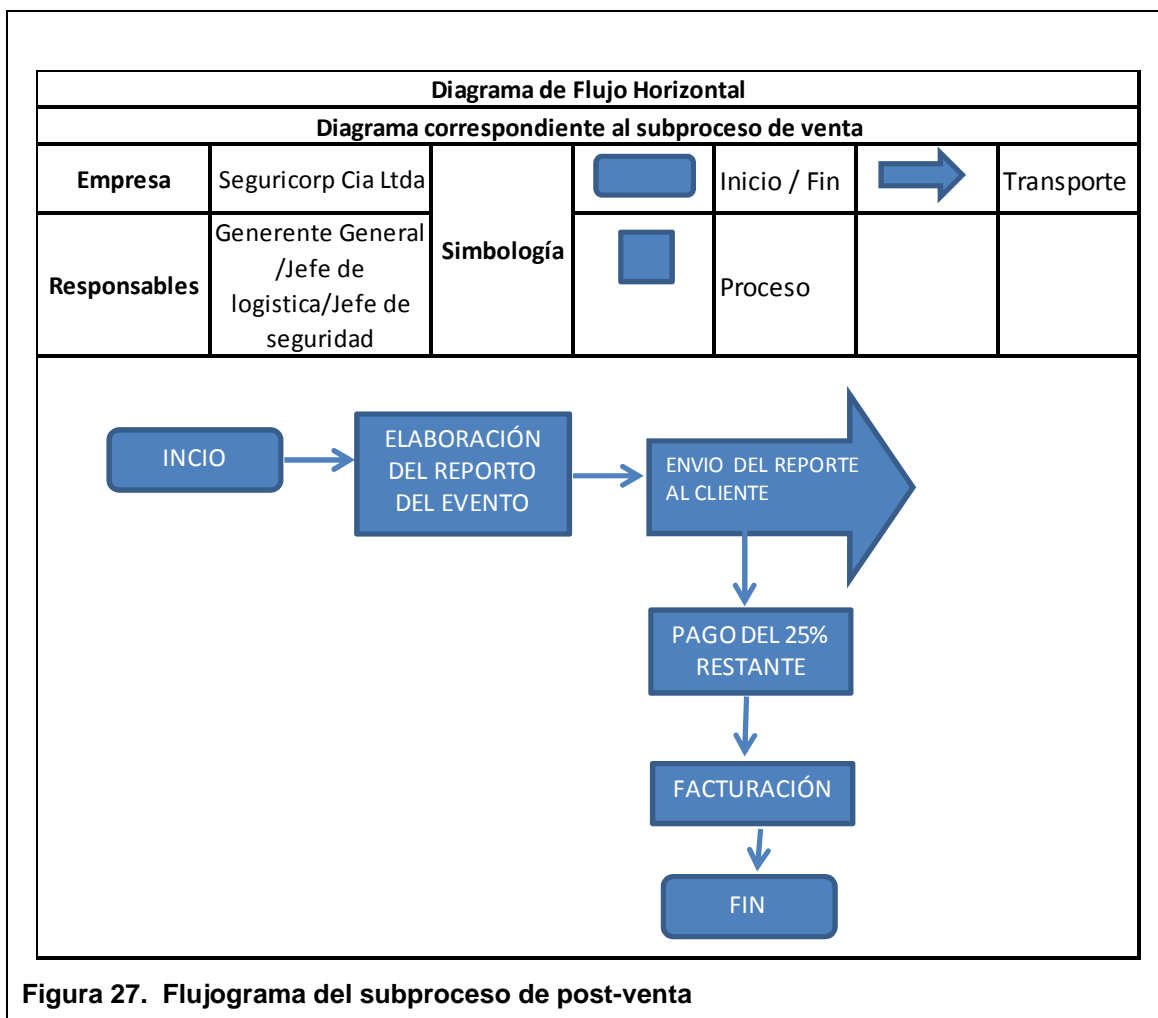 Diagrama de Flujo Horizontal
Diagrama correspondiente al subproceso de venta
Empresa
Seguricorp Cia Ltda
Simbología
Inicio / Fin
Transporte
Responsables
Generente General
/Jefe de
logistica/Jefe de
seguridad
Proceso
INCIO
ELABORACIÓN
DEL REPORTO
DEL EVENTO
ENVIO DEL REPORTE
AL CLIENTE
PAGO DEL 25%
RESTANTE
FACTURACIÓN
FIN
Figura 27. Flujograma del subproceso de post-venta